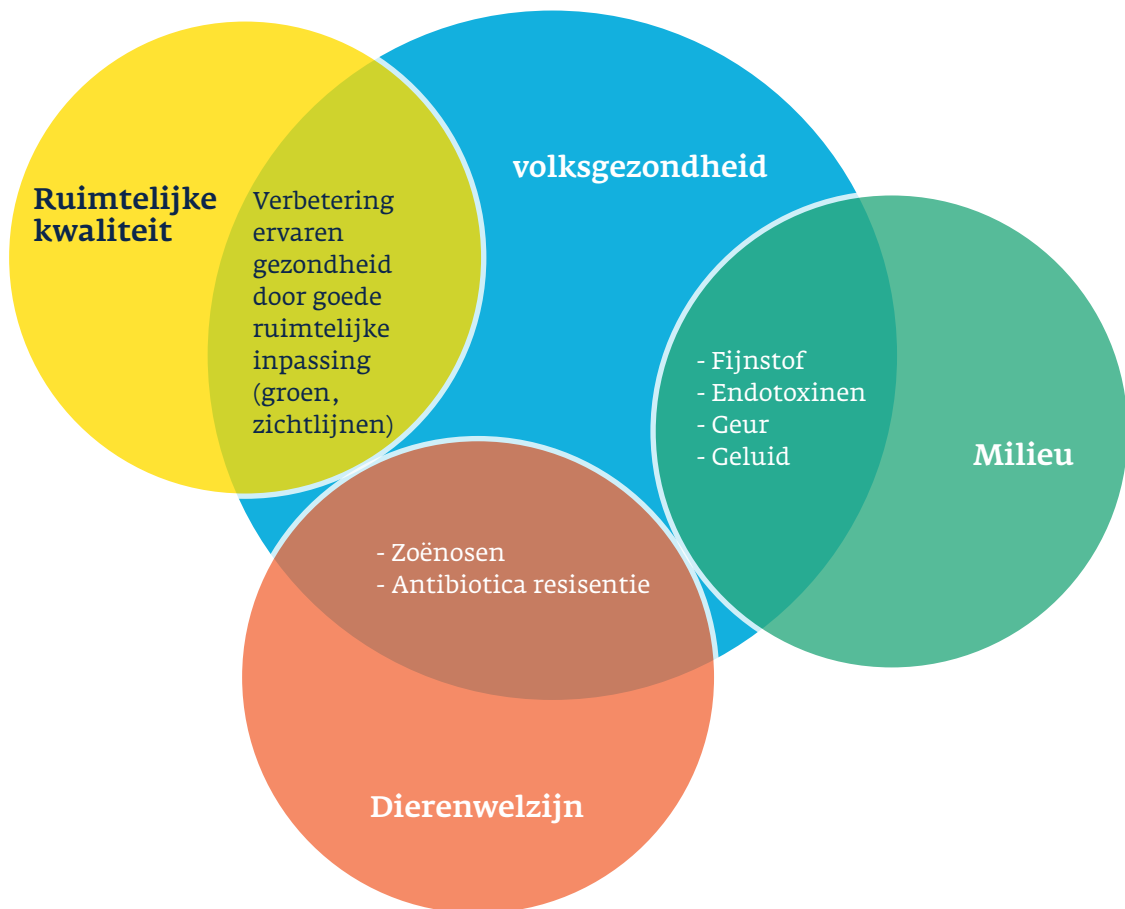 volksgezondheid
Ruimtelijke
kwaliteit
Verbetering
ervaren
gezondheid
door goede
ruimtelijke
inpassing
(groen,
zichtlijnen)
- Fijnstof
- Endotoxinen
- Geur
- Geluid
Milieu
- Zoënosen
- Antibiotica resisentie
Dierenwelzijn